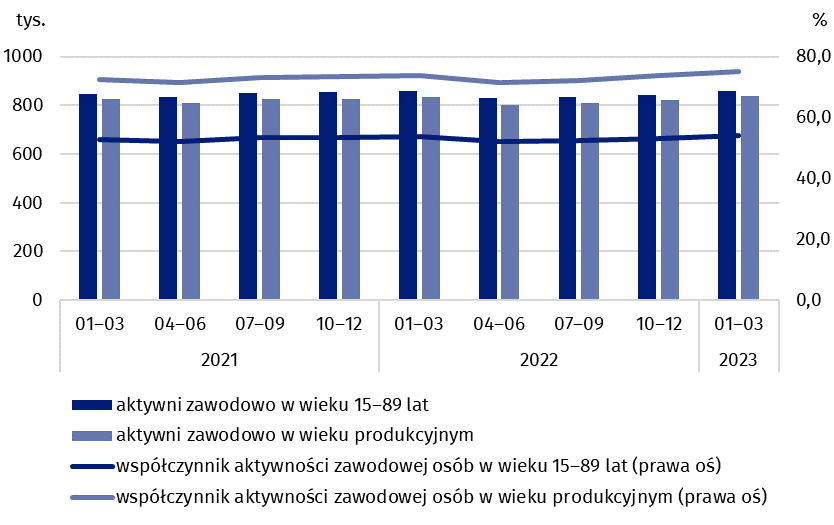 tys. %
1000 80,0
800
60,0
600
40,0
400
20,0
200
0 0,0
01–03 04–06 07–09 10–12 01–03 04–06 07–09 10–12 01–03
2021 2022 2023
aktywni zawodowo w wieku 15–89 lat
aktywni zawodowo w wieku produkcyjnym
współczynnik aktywności zawodowej osób w wieku 15–89 lat (prawa oś)
współczynnik aktywności zawodowej osób w wieku produkcyjnym (prawa oś)